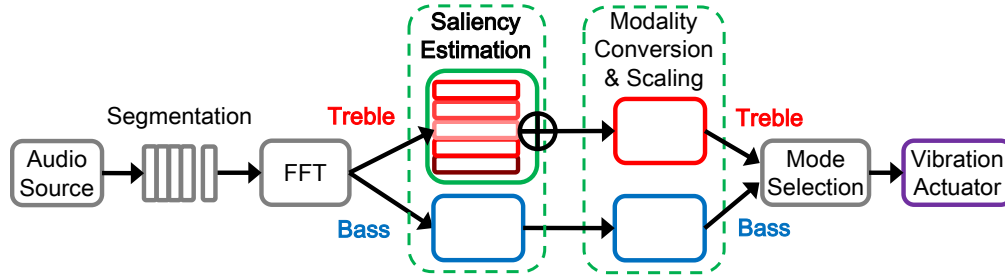 Saliency
Estimation
Modality
Conversion
& Scaling
Segmentation
Treble
Treble
Audio
Source
FFT
Mode
Selection
Vibration
Actuator
Bass
Bass